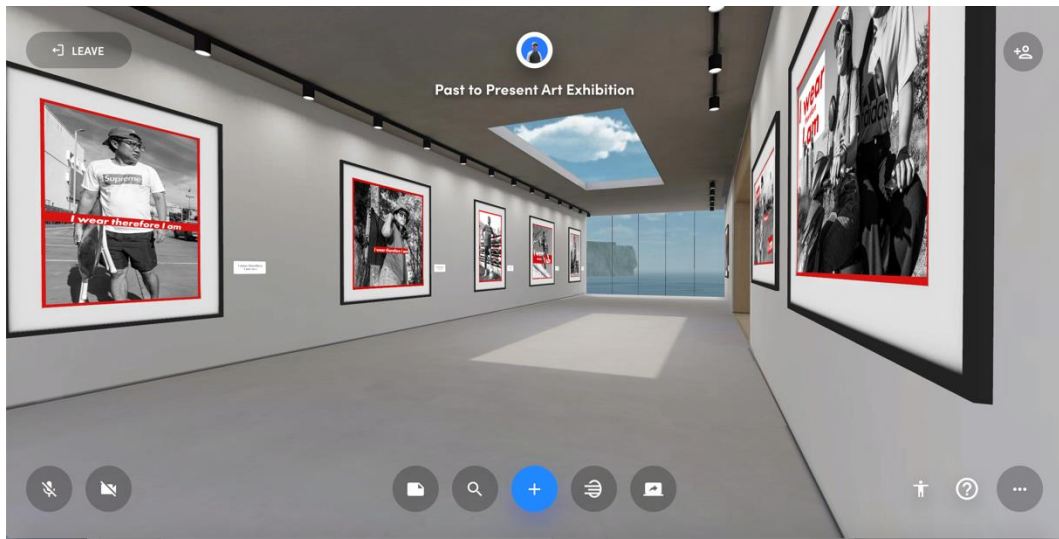 LEAVE
Past to Present Art Exhibition
Supreme
I wear therefore I am
I wear therefore I am
I wear
I am
adidas